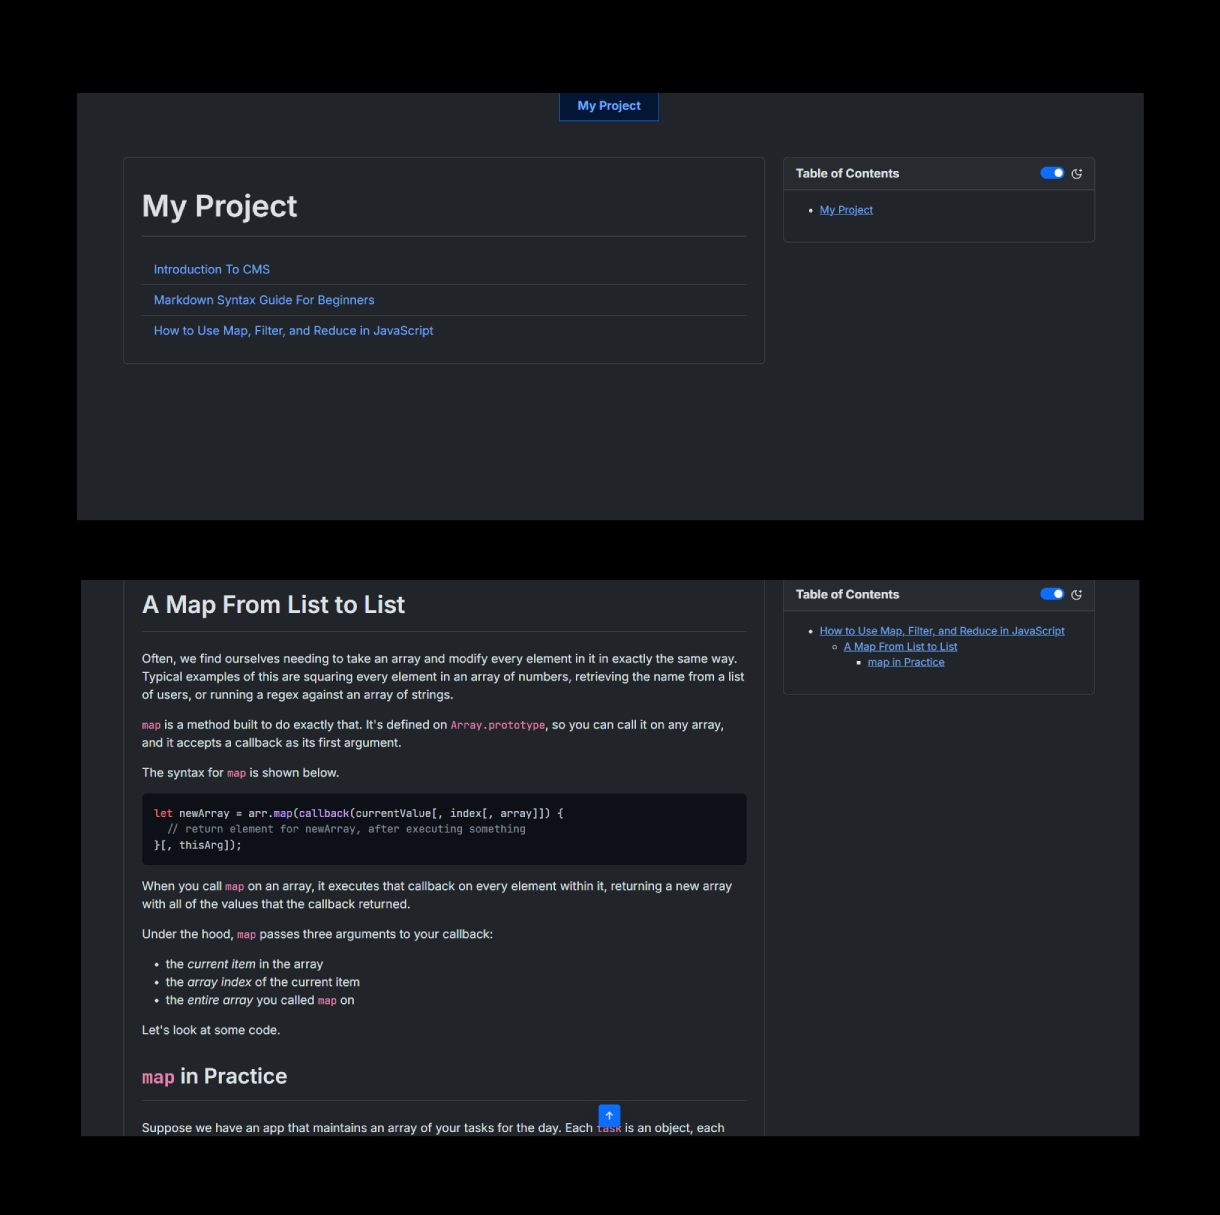 My Project
My Project
Introduction To CMS
Markdown Syntax Guide For Beginners
How to Use Map, Filter, and Reduce in JavaScript
Table of Contents
My Project
A Map From List to List
Often, we find ourselves needing to take an array and modify every element in it in exactly the same way.
Typical examples of this are squaring every element in an array of numbers, retrieving the name from a list
of users, or running a regex against an array of strings.
map is a method built to do exactly that. It's defined on Array.prototype, so you can call it on any array,
and it accepts a callback as its first argument.
The syntax for map is shown below.
let newArray = arr.map(callback(currentValue[, index[, array]]) {
// return element for newArray, after executing something
}[, thisArg]);
When you call map on an array, it executes that callback on every element within it, returning a new array
with all of the values that the callback returned.
Under the hood, map passes three arguments to your callback:
• the current item in the array
• the array index of the current item
• the entire array you called map on
Let's look at some code.
map in Practice
Suppose we have an app that maintains an array of your tasks for the day. Each task is an object, each
Table of Contents
How to Use Map, Filter, and Reduce in JavaScript
A Map From List to List
map in Practice